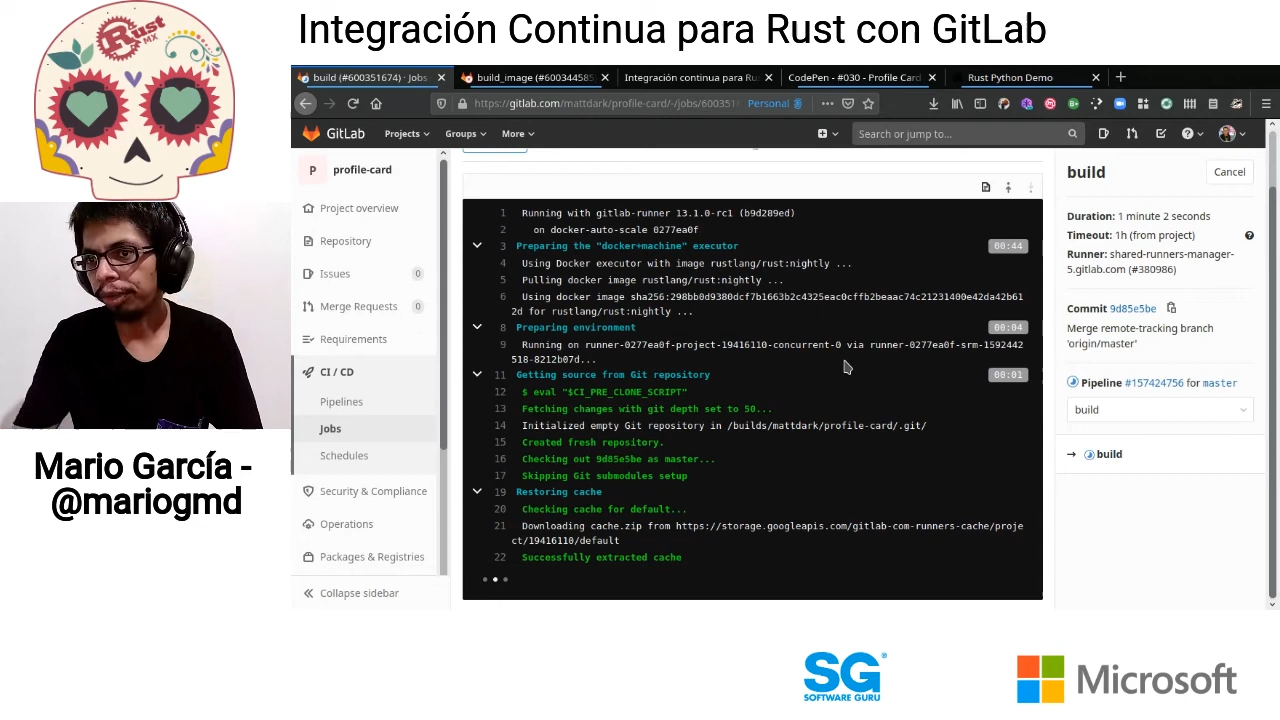 Integración Continua para Rust con GitLab
Rust
MX
build (#600351674) · Jobs
build_image (#600344585)
Integración continua para Ru
CodePen - #030 - Profile Card
Rust Python Demo
https://gitlab.com/mattdark/profile-card/-/jobs/600351
Personal
GitLab
Projects
Groups
More
Search or jump to...
P
profile-card
Project overview
Repository
Issues
0
Merge Requests
0
Requirements
CI / CD
Pipelines
Jobs
Schedules
Security & Compliance
Operations
Packages & Registries
Collapse sidebar
1 Running with gitlab-runner 13.1.0-rc1 (b9d289ed)
2 on docker-auto-scale 0277ea0f
3 Preparing the "docker+machine" executor 00:44
4 Using Docker executor with image rustlang/rust:nightly ...
5 Pulling docker image rustlang/rust:nightly ...
6 Using docker image sha256:298bb0d9380dcf7b1663b2c4325eac0cffb2beaac74c21231400e42da42b61
2d for rustlang/rust:nightly ...
8 Preparing environment 00:04
9 Running on runner-0277ea0f-project-19416110-concurrent-0 via runner-0277ea0f-srm-1592442
518-8212b07d...
11 Getting source from Git repository 00:01
12 $ eval "$CI_PRE_CLONE_SCRIPT"
13 Fetching changes with git depth set to 50...
14 Initialized empty Git repository in /builds/mattdark/profile-card/.git/
15 Created fresh repository.
16 Checking out 9d85e5be as master...
17 Skipping Git submodules setup
19 Restoring cache
20 Checking cache for default...
21 Downloading cache.zip from https://storage.googleapis.com/gitlab-com-runners-cache/proje
ct/19416110/default
22 Successfully extracted cache
build
Cancel
Duration: 1 minute 2 seconds
Timeout: 1h (from project)
Runner: shared-runners-manager-
5.gitlab.com (#380986)
Commit 9d85e5be
Merge remote-tracking branch
'origin/master'
Pipeline #157424756 for master
build
→ build
Mario García -
@mariogmd
SG
SOFTWARE GURU
Microsoft